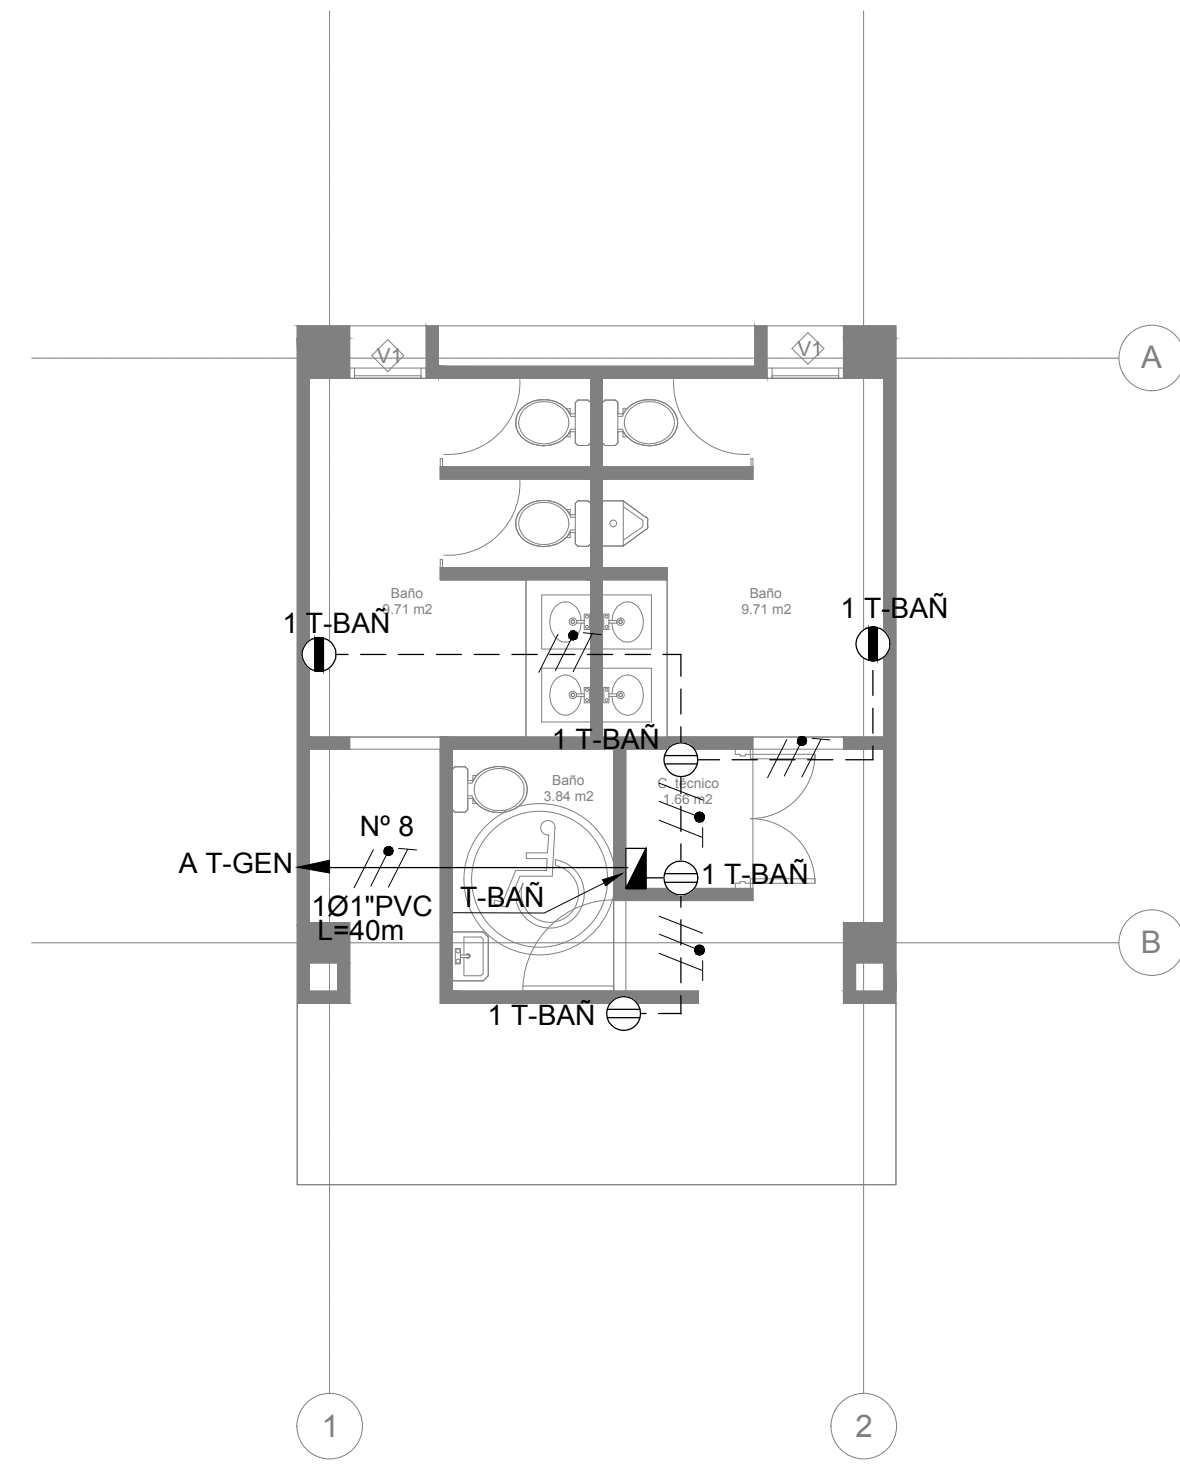 V1
V1
A
Baño
9.71 m2
Baño
9.71 m2
1 T-BAÑ
1 T-BAÑ
1 T-BAÑ
Baño
3.84 m2
C. técnico
1.66 m2
Nº 8
A T-GEN
1 T-BAÑ
T-BAÑ
1Ø1"PVC
L=40m
B
1 T-BAÑ
1
2